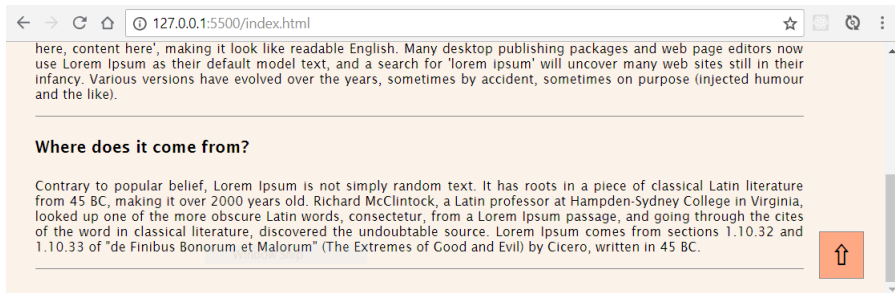 127.0.0.1:5500/index.html
here, content here', making it look like readable English. Many desktop publishing packages and web page editors now
use Lorem Ipsum as their default model text, and a search for 'lorem ipsum' will uncover many web sites still in their
infancy. Various versions have evolved over the years, sometimes by accident, sometimes on purpose (injected humour
and the like).
Where does it come from?
Contrary to popular belief, Lorem Ipsum is not simply random text. It has roots in a piece of classical Latin literature
from 45 BC, making it over 2000 years old. Richard McClintock, a Latin professor at Hampden-Sydney College in Virginia,
looked up one of the more obscure Latin words, consectetur, from a Lorem Ipsum passage, and going through the cites
of the word in classical literature, discovered the undoubtable source. Lorem Ipsum comes from sections 1.10.32 and
1.10.33 of "de Finibus Bonorum et Malorum" (The Extremes of Good and Evil) by Cicero, written in 45 BC.
Window Snip